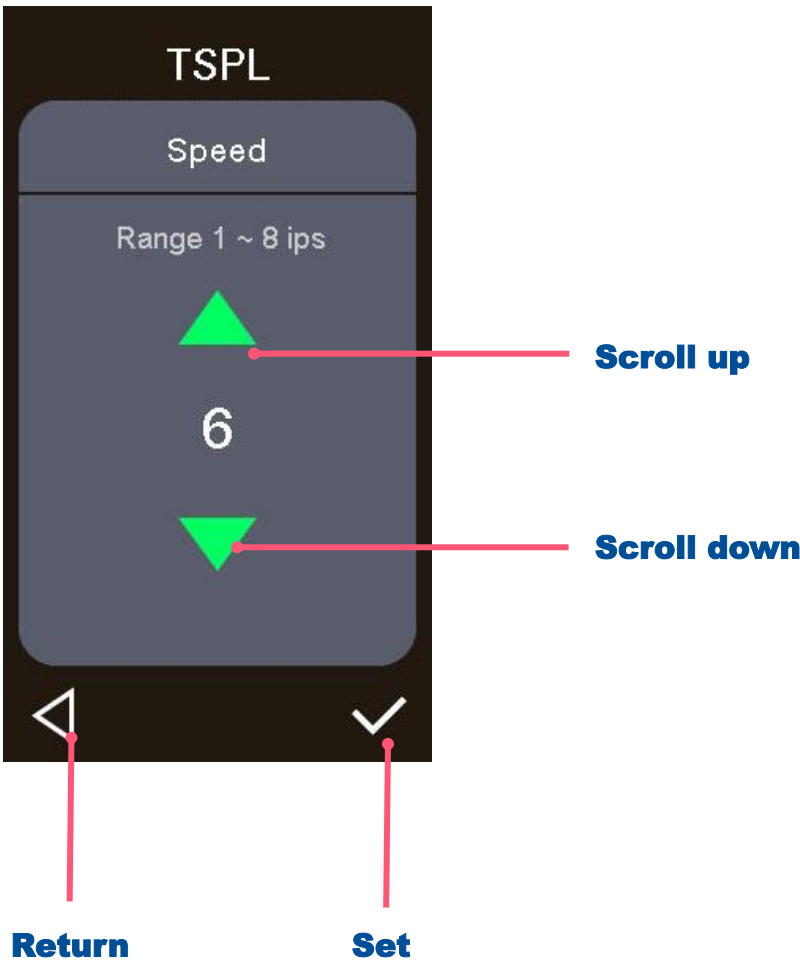 TSPL
Speed
Range 1 ~ 8 ips
Scroll up
6
Scroll down
Return
Set